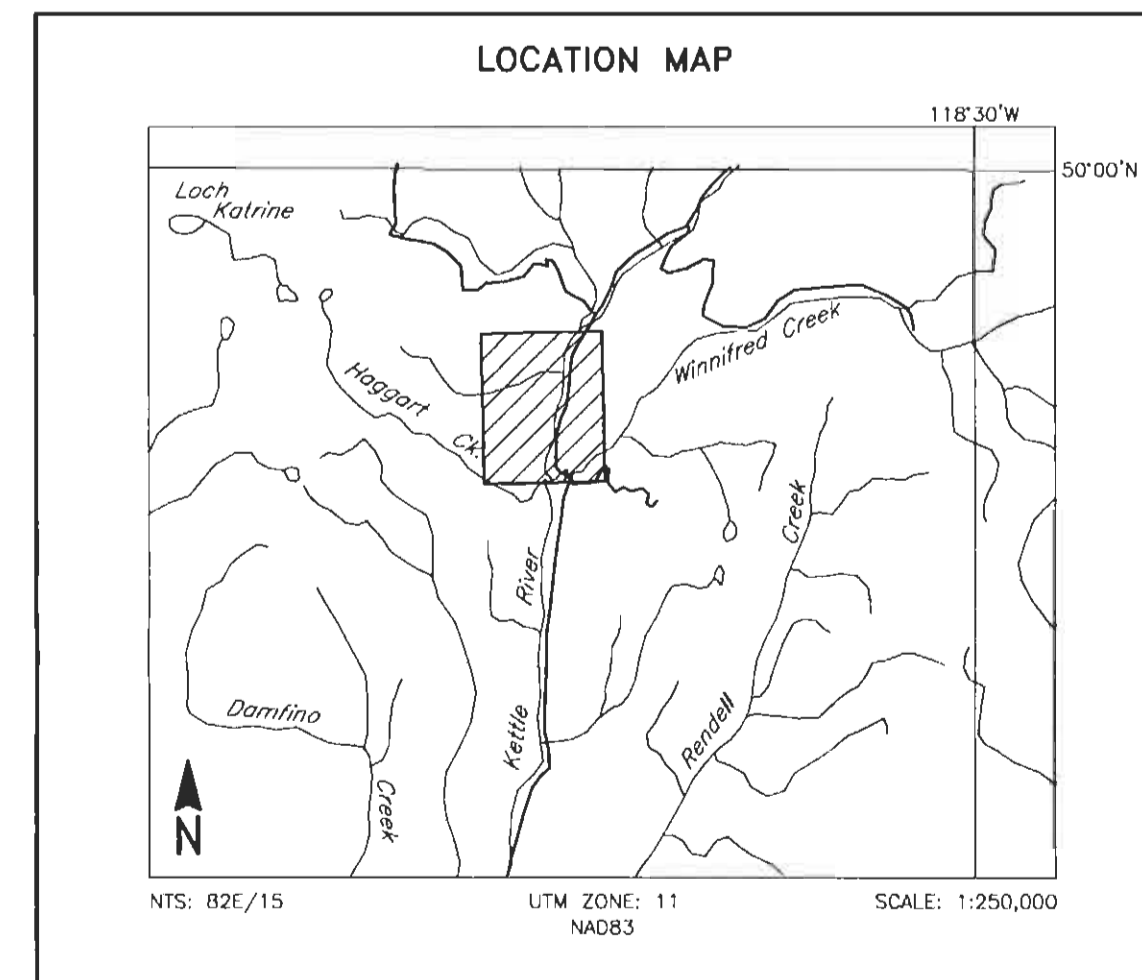 LOCATION MAP
118°30'W
50°00'N
Loch
Katrine
Winnifred Creek
Haggart
Ck.
Creek
River
Rendell
Kettle
Damfino
Creek
N
NTS: 82E/15
UTM ZONE: 11
SCALE: 1:250,000
NAD83